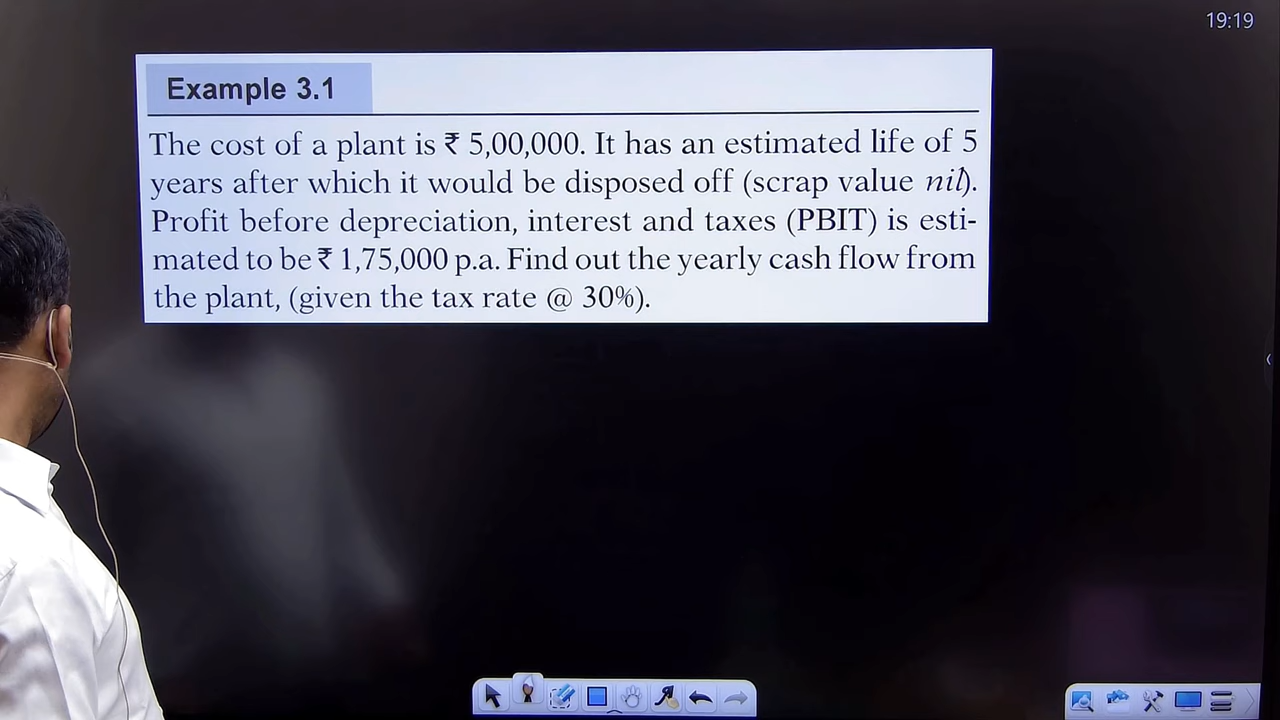 19:19
Example 3.1
The cost of a plant is ₹ 5,00,000. It has an estimated life of 5
years after which it would be disposed off (scrap value nil).
Profit before depreciation, interest and taxes (PBIT) is esti-
mated to be ₹ 1,75,000 p.a. Find out the yearly cash flow from
the plant, (given the tax rate @ 30%).